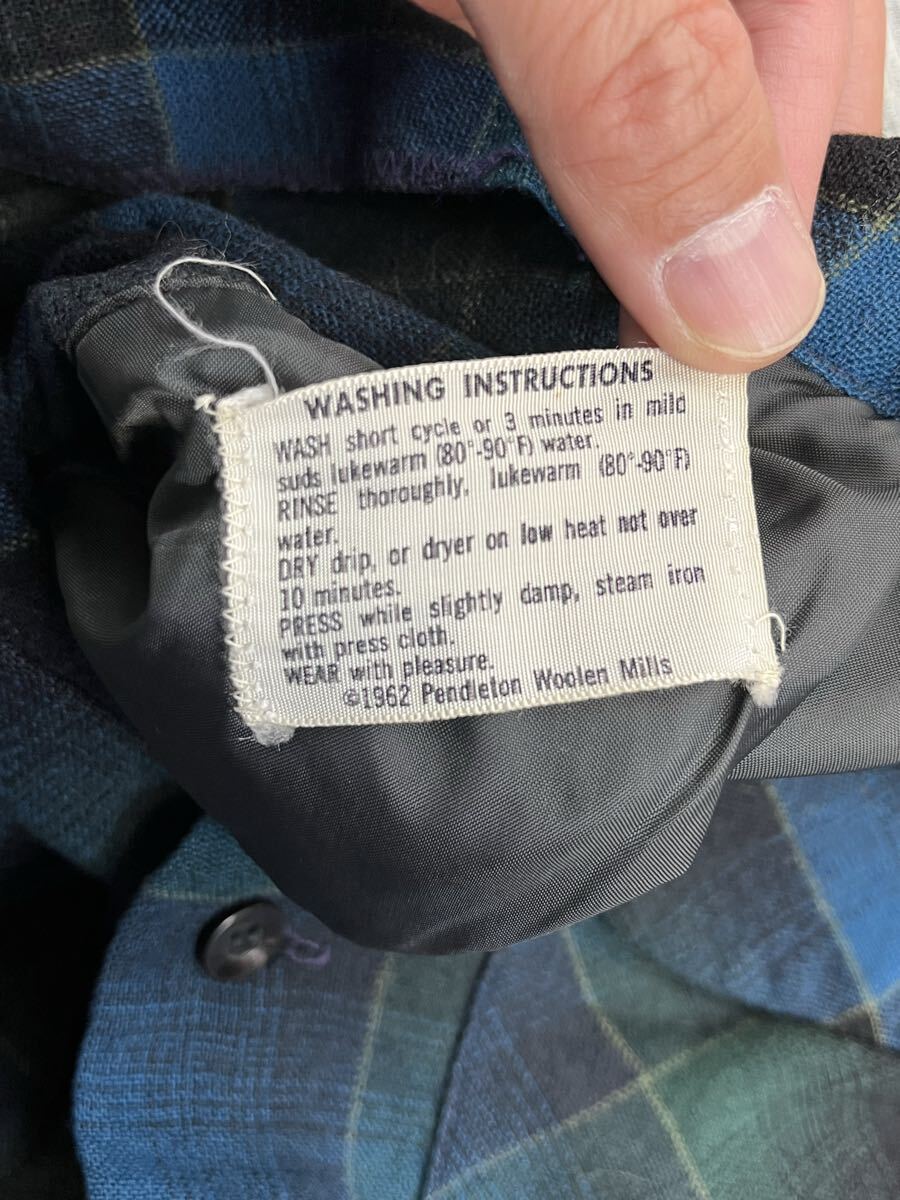 WASHING INSTRUCTIONS
WASH short cycle or 3 minutes in mild
suds lukewarm (80°-90°F) water.
RINSE thoroughly, lukewarm (80°-90°F)
water.
DRY drip, or dryer on low heat not over
10 minutes.
PRESS while slightly damp, steam iron
with press cloth.
WEAR with pleasure.
©1962 Pendleton Woolen Mills